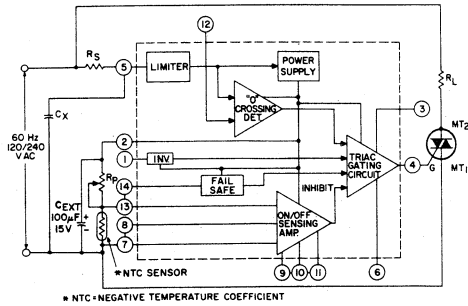 12
RS
5
LIMITER
POWER
SUPPLY
RL
"O"
CROSSING
DET.
3
CX
MT2
60 Hz
120/240
VAC
2
TRIAC
GATING
CIRCUIT
4
G
MT1
1
INV.
RP
14
FAIL
SAFE
INHIBIT
CEXT
100µF
15V
+
-
13
8
7
ON/OFF
SENSING
AMP.
9
10
11
6
* NTC SENSOR
* NTC = NEGATIVE TEMPERATURE COEFFICIENT